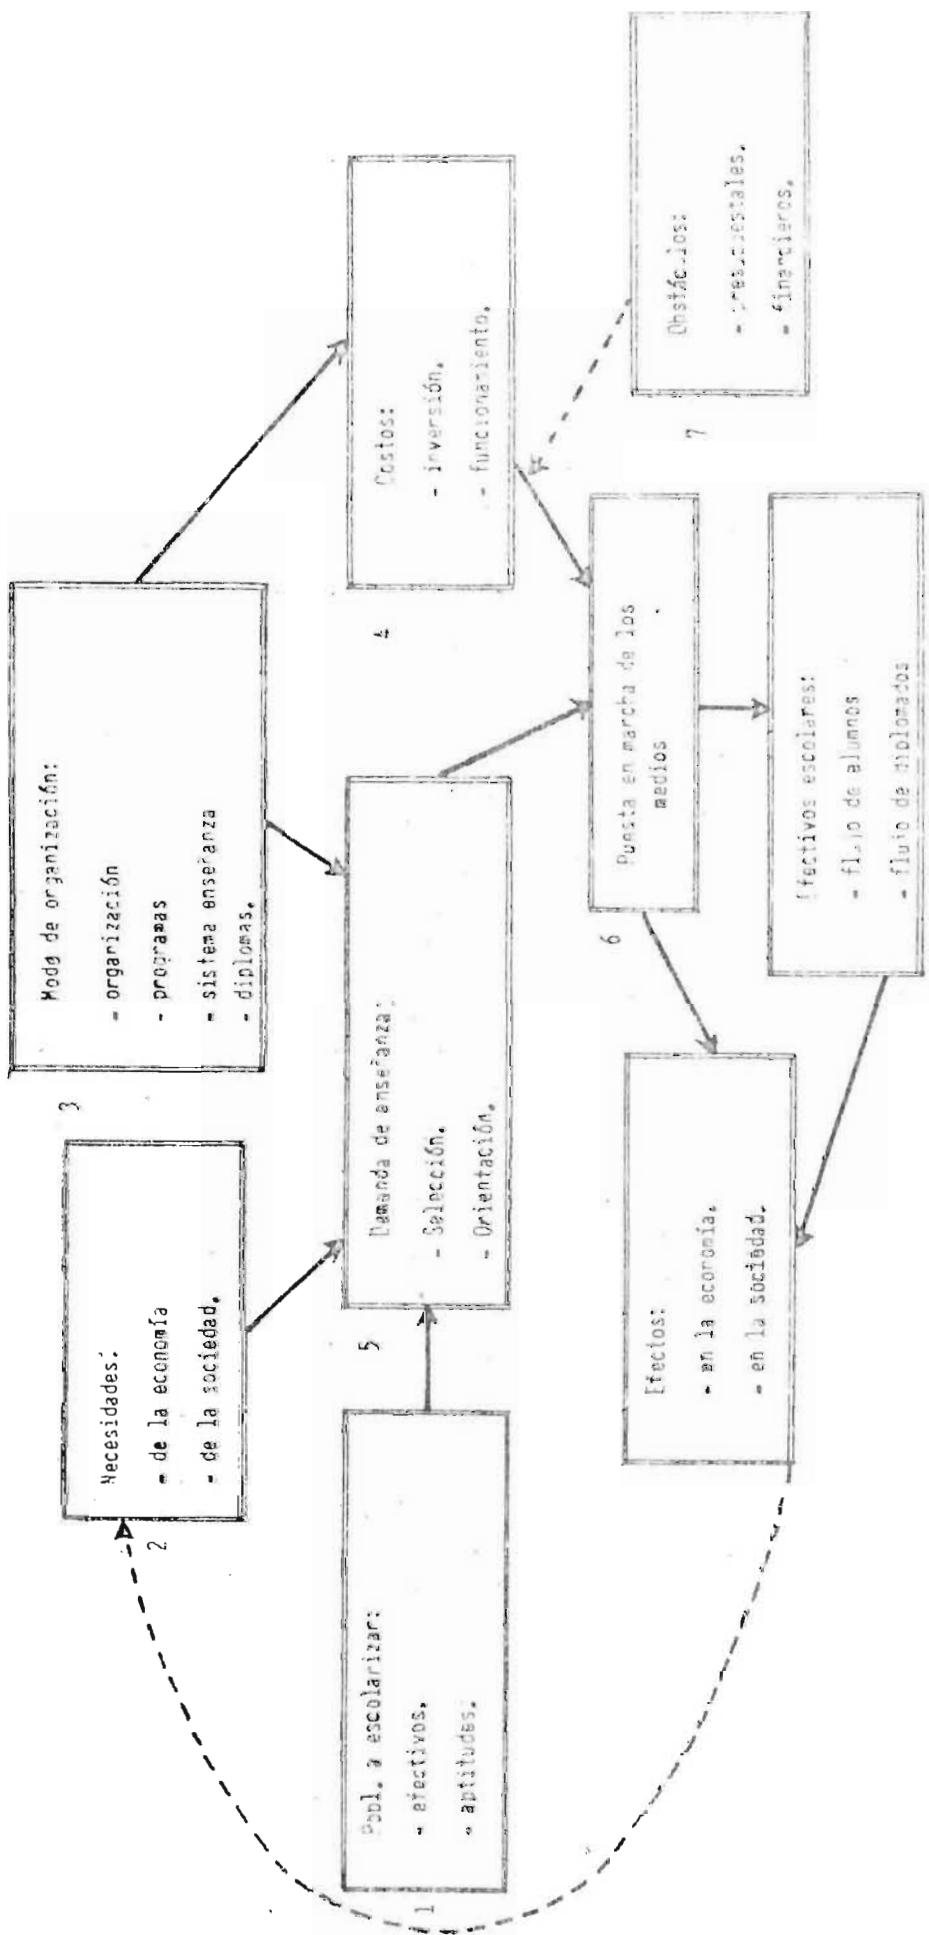 3
Modo de organización:
- organización
- programas
- sistema enseñanza
- diplomas.
2
Necesidades:
- de la economía
- de la sociedad.
4
Costos:
- inversión.
- funcionamiento.
5
Demanda de enseñanza:
- Selección.
- Orientación.
1
Pobl. a escolarizar:
- efectivos.
- aptitudes.
7
Obstáculos:
- presupuestales.
- financieros.
6
Puesta en marcha de los
medios
Efectos:
- en la economía.
- en la sociedad.
Efectivos escolares:
- flujo de alumnos
- flujo de diplomados